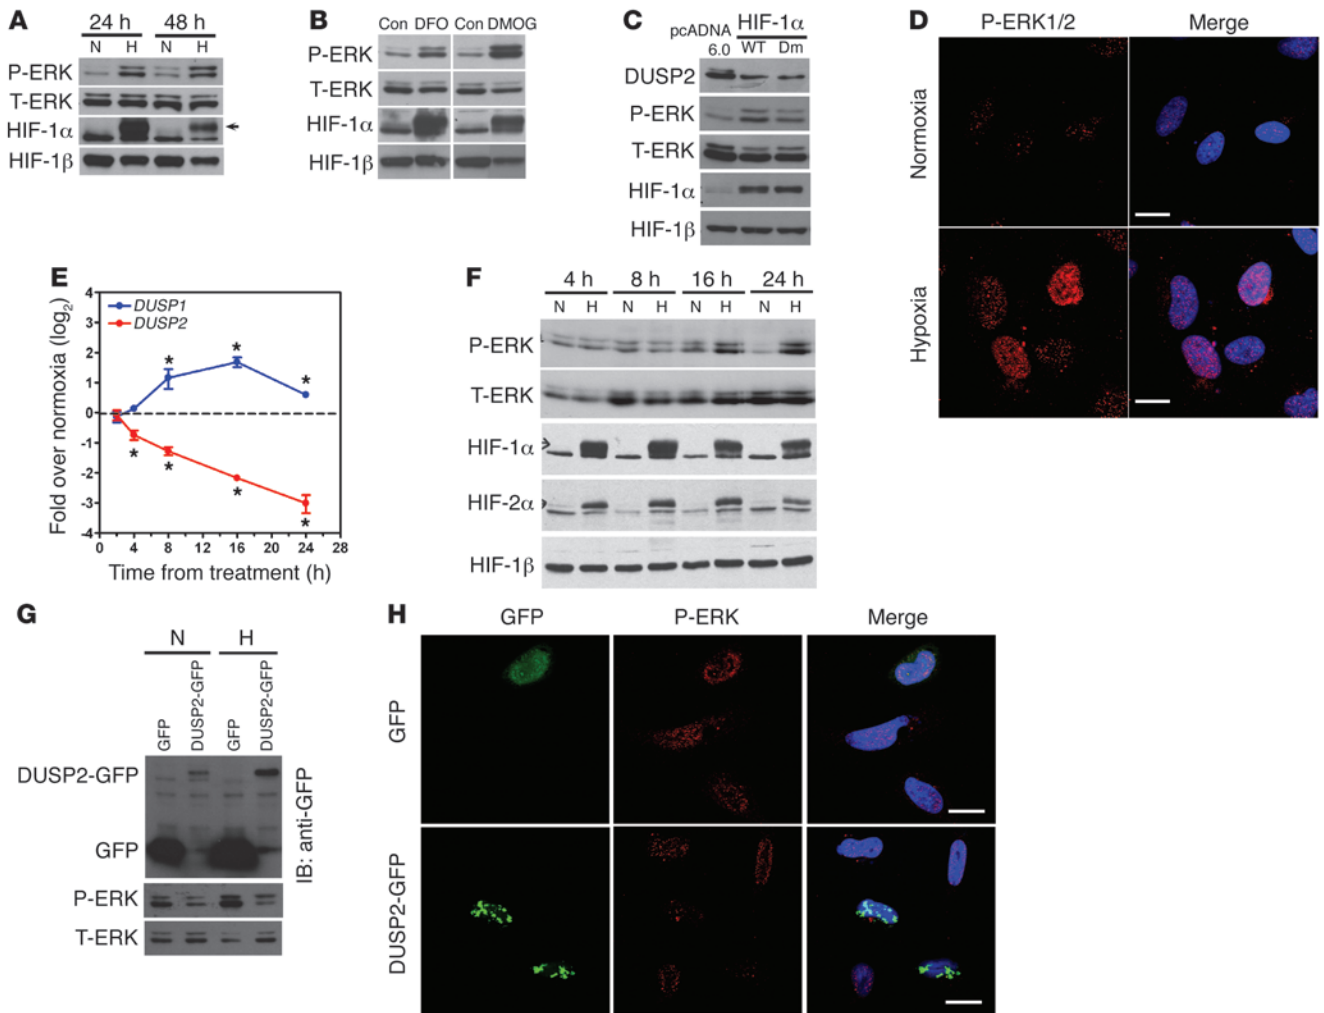 A
24 h 48 h
N H N H
P-ERK
T-ERK
HIF-1α
HIF-1β
B
Con DFO Con DMOG
P-ERK
T-ERK
HIF-1α
HIF-1β
C
HIF-1α
pcADNA
6.0 WT Dm
DUSP2
P-ERK
T-ERK
HIF-1α
HIF-1β
D
P-ERK1/2 Merge
Normoxia
Hypoxia
E
Fold over normoxia (log2)
4
3
2
1
0
-1
-2
-3
-4
DUSP1
DUSP2
* * *
* * * *
0 4 8 12 16 20 24 28
Time from treatment (h)
F
4 h 8 h 16 h 24 h
N H N H N H N H
P-ERK
T-ERK
HIF-1α
HIF-2α
HIF-1β
G
N H
GFP DUSP2-GFP GFP DUSP2-GFP
DUSP2-GFP
GFP
IB: anti-GFP
P-ERK
T-ERK
H
GFP P-ERK Merge
GFP
DUSP2-GFP